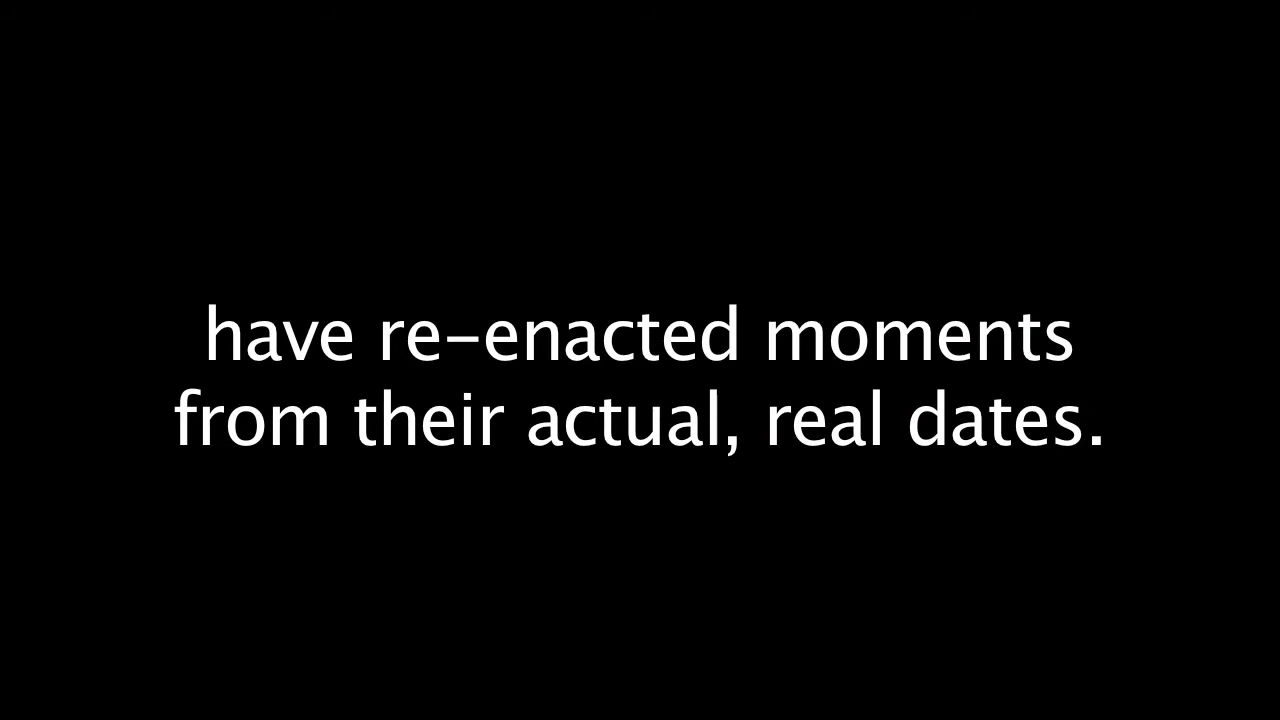 have re-enacted moments
from their actual, real dates.